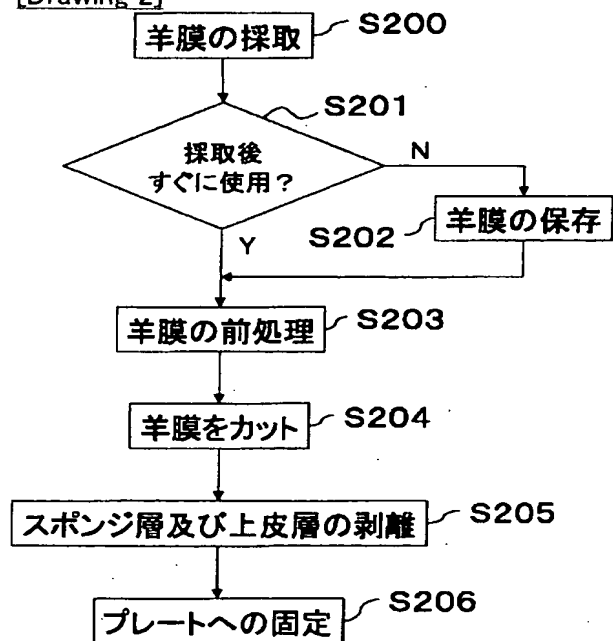 [Drawing 2]
羊膜の採取 S200
S201
採取後
すぐに使用？
N
S202 羊膜の保存
Y
羊膜の前処理 S203
羊膜をカット S204
スポンジ層及び上皮層の剥離 S205
プレートへの固定 S206